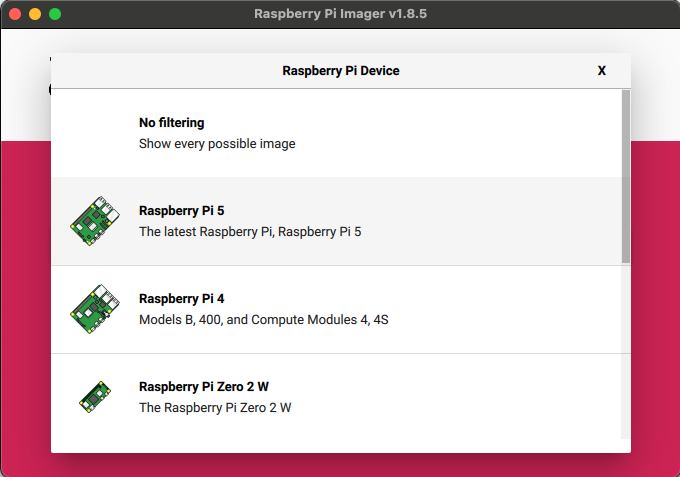 Raspberry Pi Imager v1.8.5
Raspberry Pi Device
X
No filtering
Show every possible image
Raspberry Pi 5
The latest Raspberry Pi, Raspberry Pi 5
Raspberry Pi 4
Models B, 400, and Compute Modules 4, 4S
Raspberry Pi Zero 2 W
The Raspberry Pi Zero 2 W